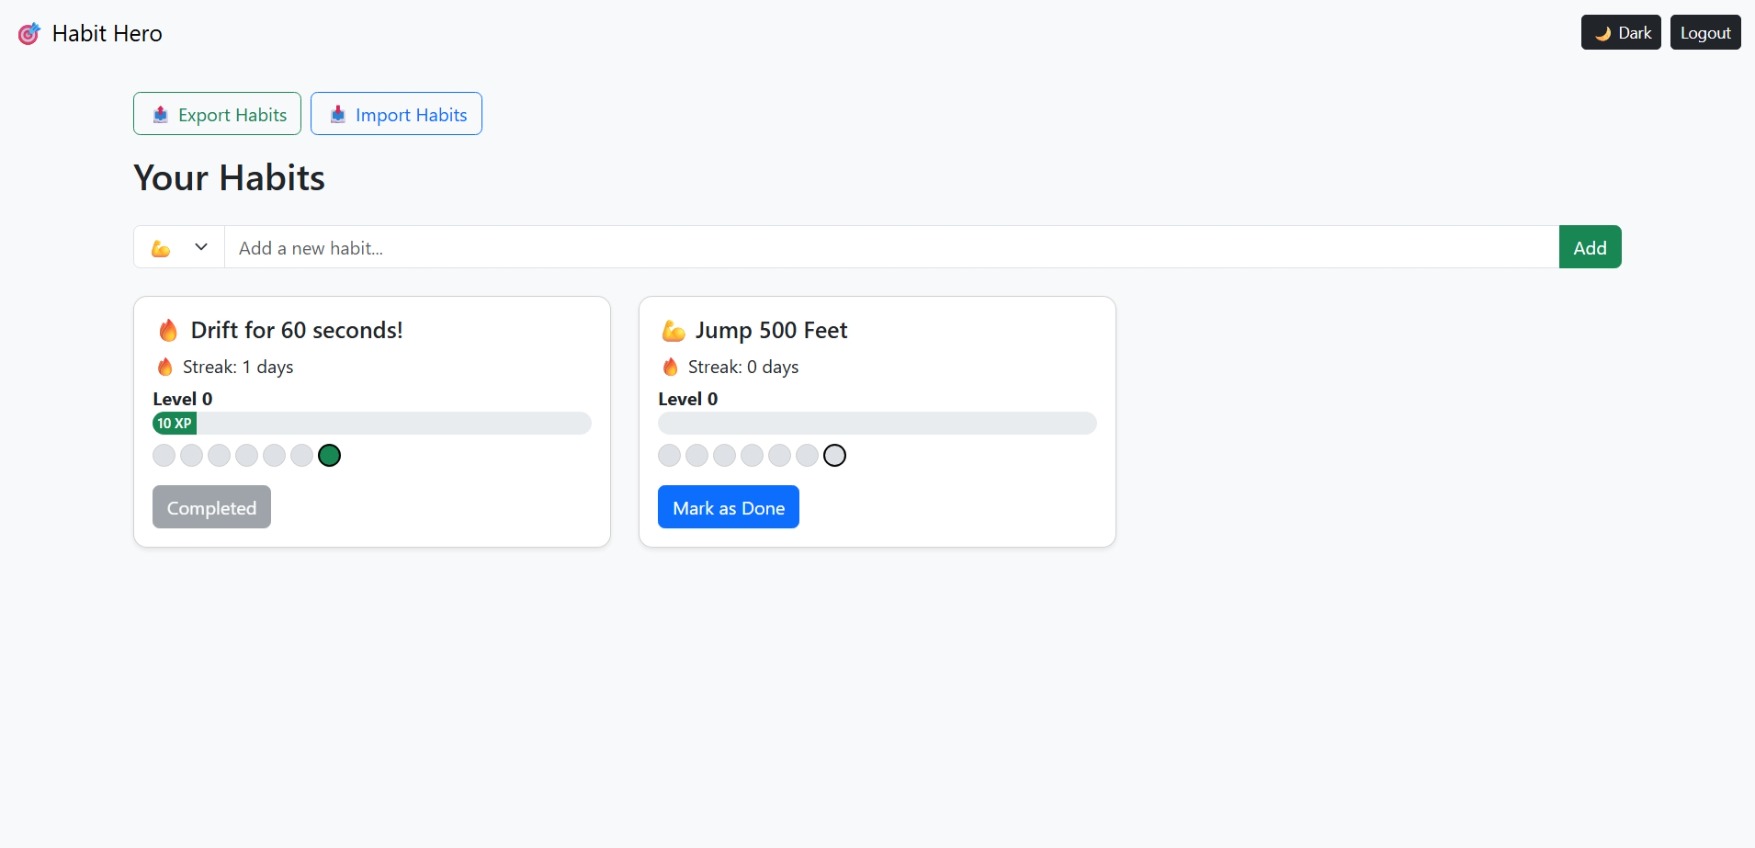 Habit Hero
Dark
Logout
Export Habits
Import Habits
Your Habits
Add a new habit...
Add
Drift for 60 seconds!
Streak: 1 days
Level 0
10 XP
Completed
Jump 500 Feet
Streak: 0 days
Level 0
Mark as Done